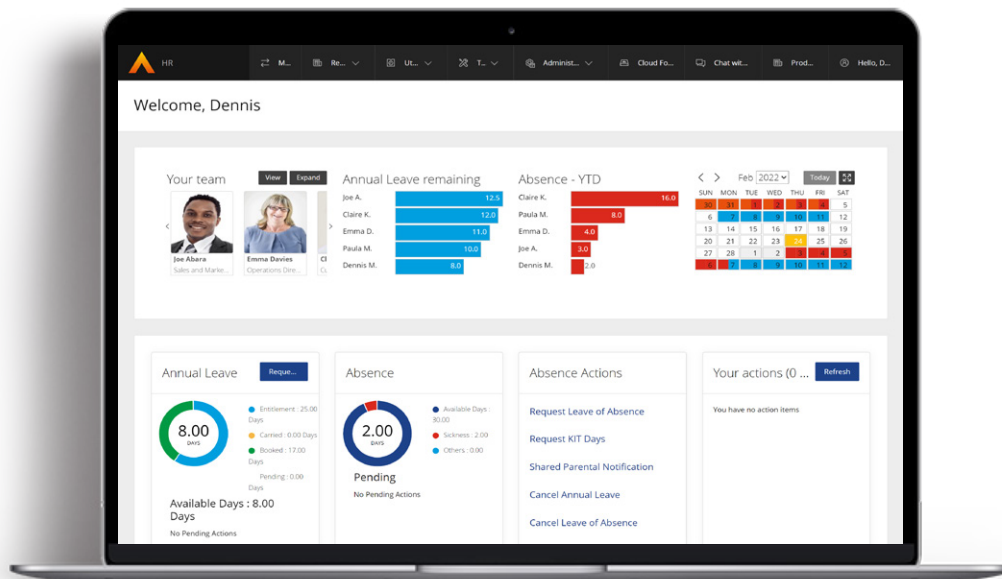 HR
M...
Re...
Ut...
T...
Administ...
Cloud Fo...
Chat wit...
Prod...
Hello, D...
Welcome, Dennis
Your team
View
Expand
Joe Abara
Sales and Marke...
Emma Davies
Operations Dire...
Annual Leave remaining
Joe A. 12.5
Claire K. 12.0
Emma D. 11.0
Paula M. 10.0
Dennis M. 8.0
Absence - YTD
Claire K. 16.0
Paula M. 8.0
Emma D. 4.0
Joe A. 3.0
Dennis M. 2.0
Feb 2022 Today
SUN MON TUE WED THU FRI SAT
30 31 1 2 3 4 5
6 7 8 9 10 11 12
13 14 15 16 17 18 19
20 21 22 23 24 25 26
27 28 1 2 3 4 5
6 7 8 9 10 11 12
Annual Leave
Reque...
8.00
DAYS
Entitlement : 25.00
Days
Carried : 0.00 Days
Booked : 17.00
Days
Pending : 0.00
Days
Available Days : 8.00
Days
No Pending Actions
Absence
2.00
DAYS
Available Days :
Sickness : 2.00
Others : 0.00
Pending
No Pending Actions
Absence Actions
Request Leave of Absence
Request KIT Days
Shared Parental Notification
Cancel Annual Leave
Cancel Leave of Absence
Your actions (0 ...
Refresh
You have no action items